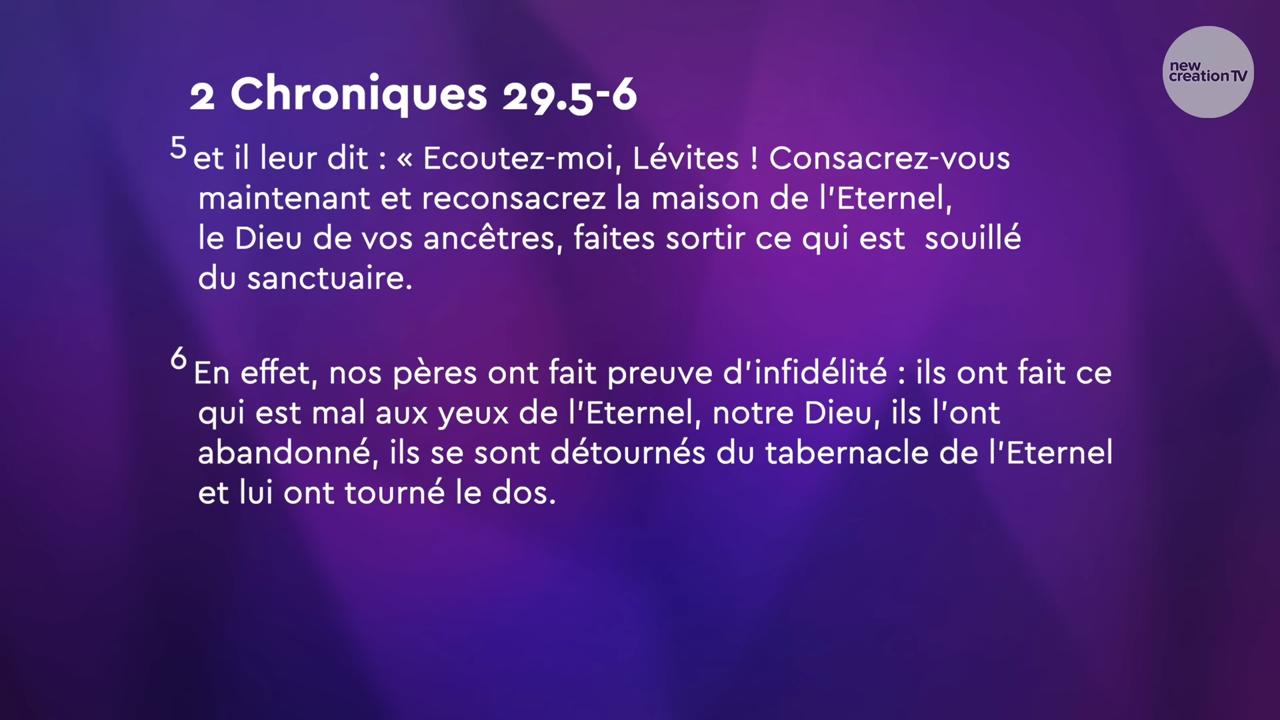 new
creation TV
2 Chroniques 29.5-6
5 et il leur dit : « Ecoutez-moi, Lévites ! Consacrez-vous
maintenant et reconsacrez la maison de l'Eternel,
le Dieu de vos ancêtres, faites sortir ce qui est  souillé
du sanctuaire.
6 En effet, nos pères ont fait preuve d'infidélité : ils ont fait ce
qui est mal aux yeux de l'Eternel, notre Dieu, ils l'ont
abandonné, ils se sont détournés du tabernacle de l'Eternel
et lui ont tourné le dos.